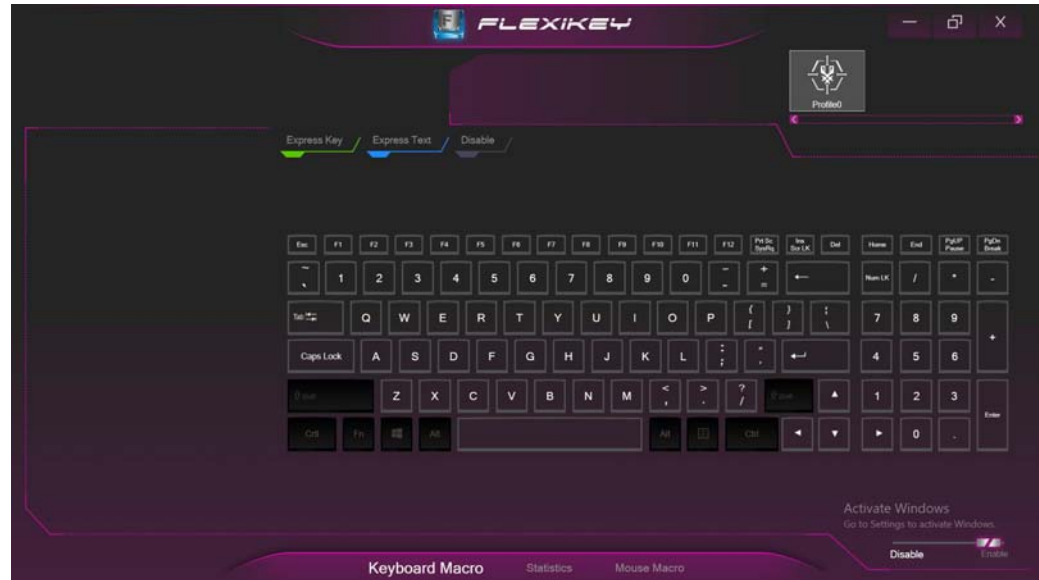 FLEXiKEY
Profile0
Express Key Express Text Disable
Esc F1 F2 F3 F4 F5 F6 F7 F8 F9 F10 F11 F12 Prt Sc SysRq Ins Scr LK Del Home End PgUP Pause PgDn Break
~ 1 2 3 4 5 6 7 8 9 0 - - + = ← Num LK / * -
Tab Q W E R T Y U I O P { [ } ] \ 7 8 9 +
Caps Lock A S D F G H J K L : ; " 4 5 6
Z X C V B N M < , > . ? / ▲ 1 2 3 Enter
Fn Alt Alt Ctrl ◄ ▼ ► 0 .
Activate Windows
Go to Settings to activate Windows.
Disable Enable
Keyboard Macro Statistics Mouse Macro